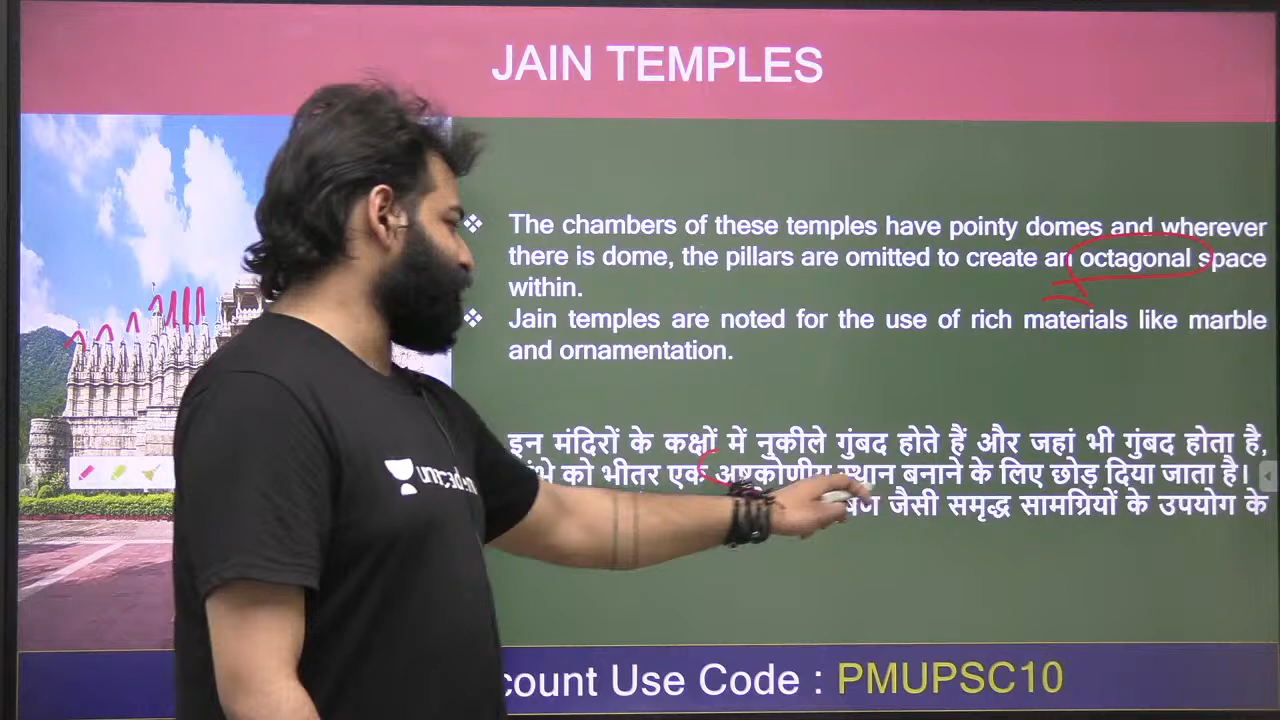 JAIN TEMPLES
❖ The chambers of these temples have pointy domes and wherever
there is dome, the pillars are omitted to create an octagonal space
within.
❖ Jain temples are noted for the use of rich materials like marble
and ornamentation.
इन मंदिरों के कक्षों में नुकीले गुंबद होते हैं और जहां भी गुंबद होता है,
को भीतर एक अष्टकोणीय स्थान बनाने के लिए छोड़ दिया जाता है।
जैसी समृद्ध सामग्रियों के उपयोग के
Use Code : PMUPSC10